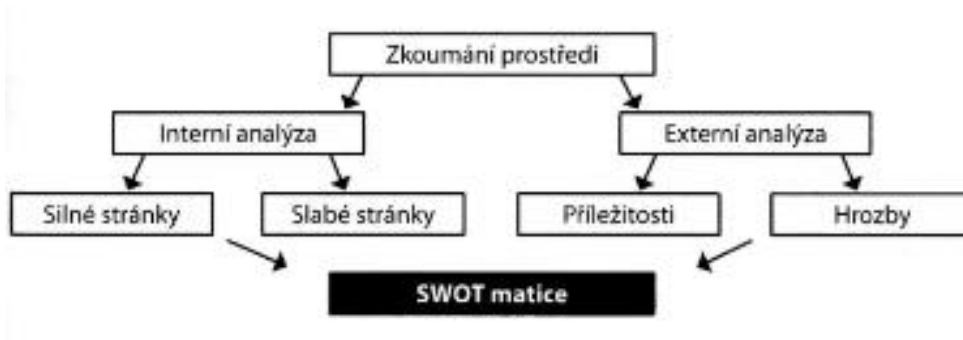 Zkoumání prostředí
Interní analýza
Externí analýza
Silné stránky
Slabé stránky
Příležitosti
Hrozby
SWOT matice